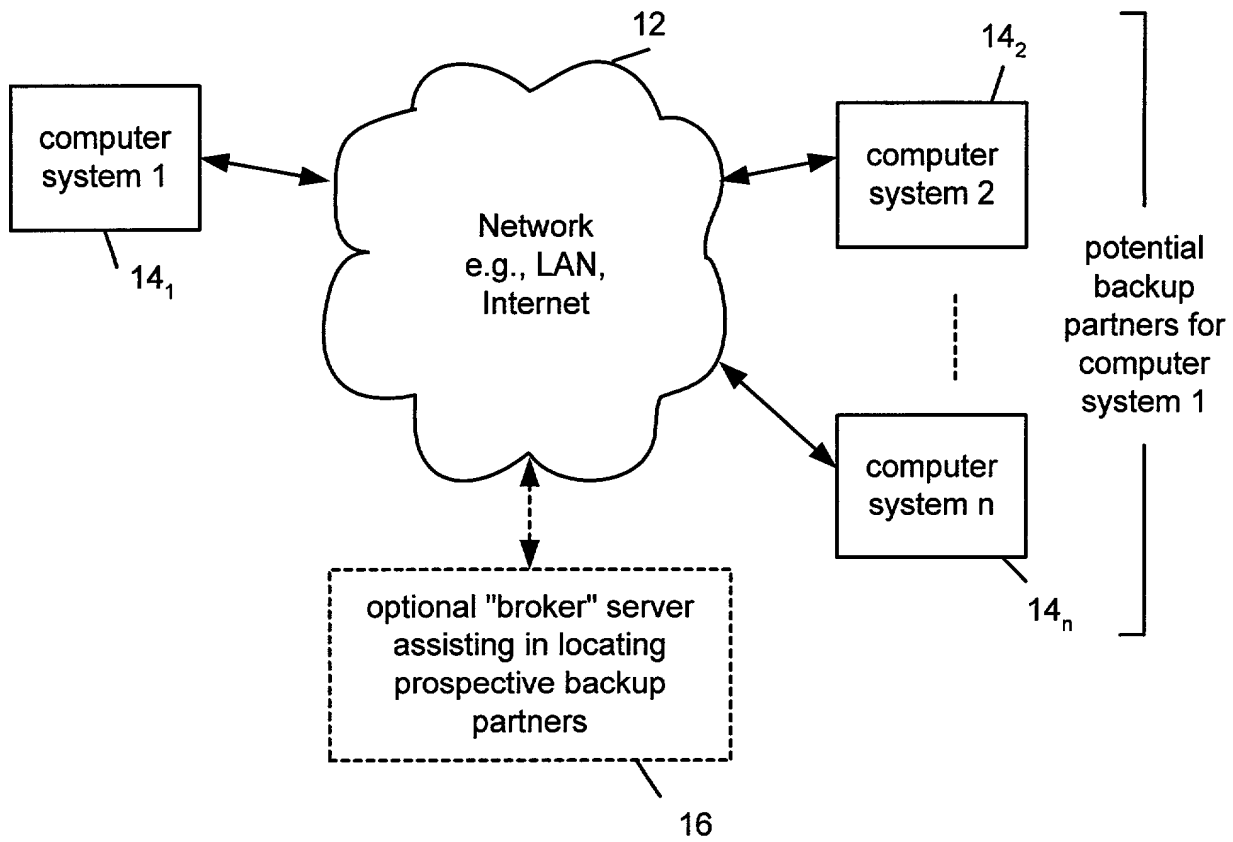 12
14₂
computer
system 1
14₁
Network
e.g., LAN,
Internet
computer
system 2
potential
backup
partners for
computer
system 1
computer
system n
14ₙ
optional "broker" server
assisting in locating
prospective backup
partners
16